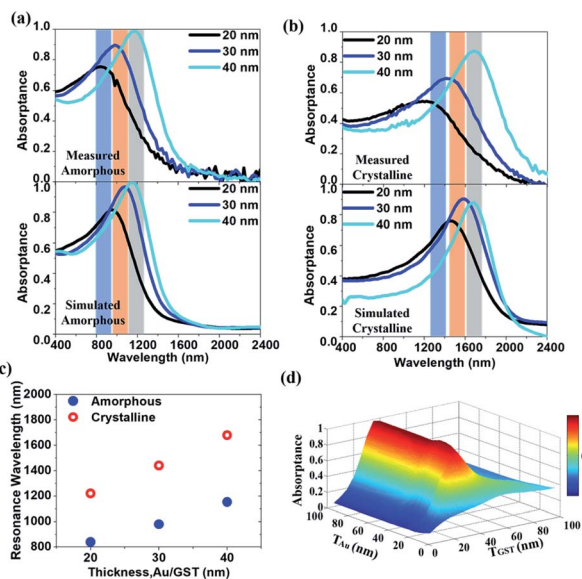 (a)
Absorptance
1.0
0.8
0.6
0.4
0.2
0.0
20 nm
30 nm
40 nm
Measured
Amorphous
Absorptance
1.0
0.8
0.6
0.4
0.2
0.0
20 nm
30 nm
40 nm
Simulated
Amorphous
400 800 1200 1600 2000 2400
Wavelength (nm)
(b)
Absorptance
1.0
0.8
0.6
0.4
0.2
0.0
20 nm
30 nm
40 nm
Measured
Crystalline
Absorptance
1.0
0.8
0.6
0.4
0.2
0.0
20 nm
30 nm
40 nm
Simulated
Crystalline
400 800 1200 1600 2000 2400
Wavelength (nm)
c)
Resonance Wavelength (nm)
2000
1800
1600
1400
1200
1000
800
Amorphous
Crystalline
20 30 40
Thickness,Au/GST (nm)
(d)
Absorptance
1
0.8
0.6
0.4
0.2
0
100 80 60 40 20 0
TAu (nm)
0 20 40 60 80 100
TGST (nm)